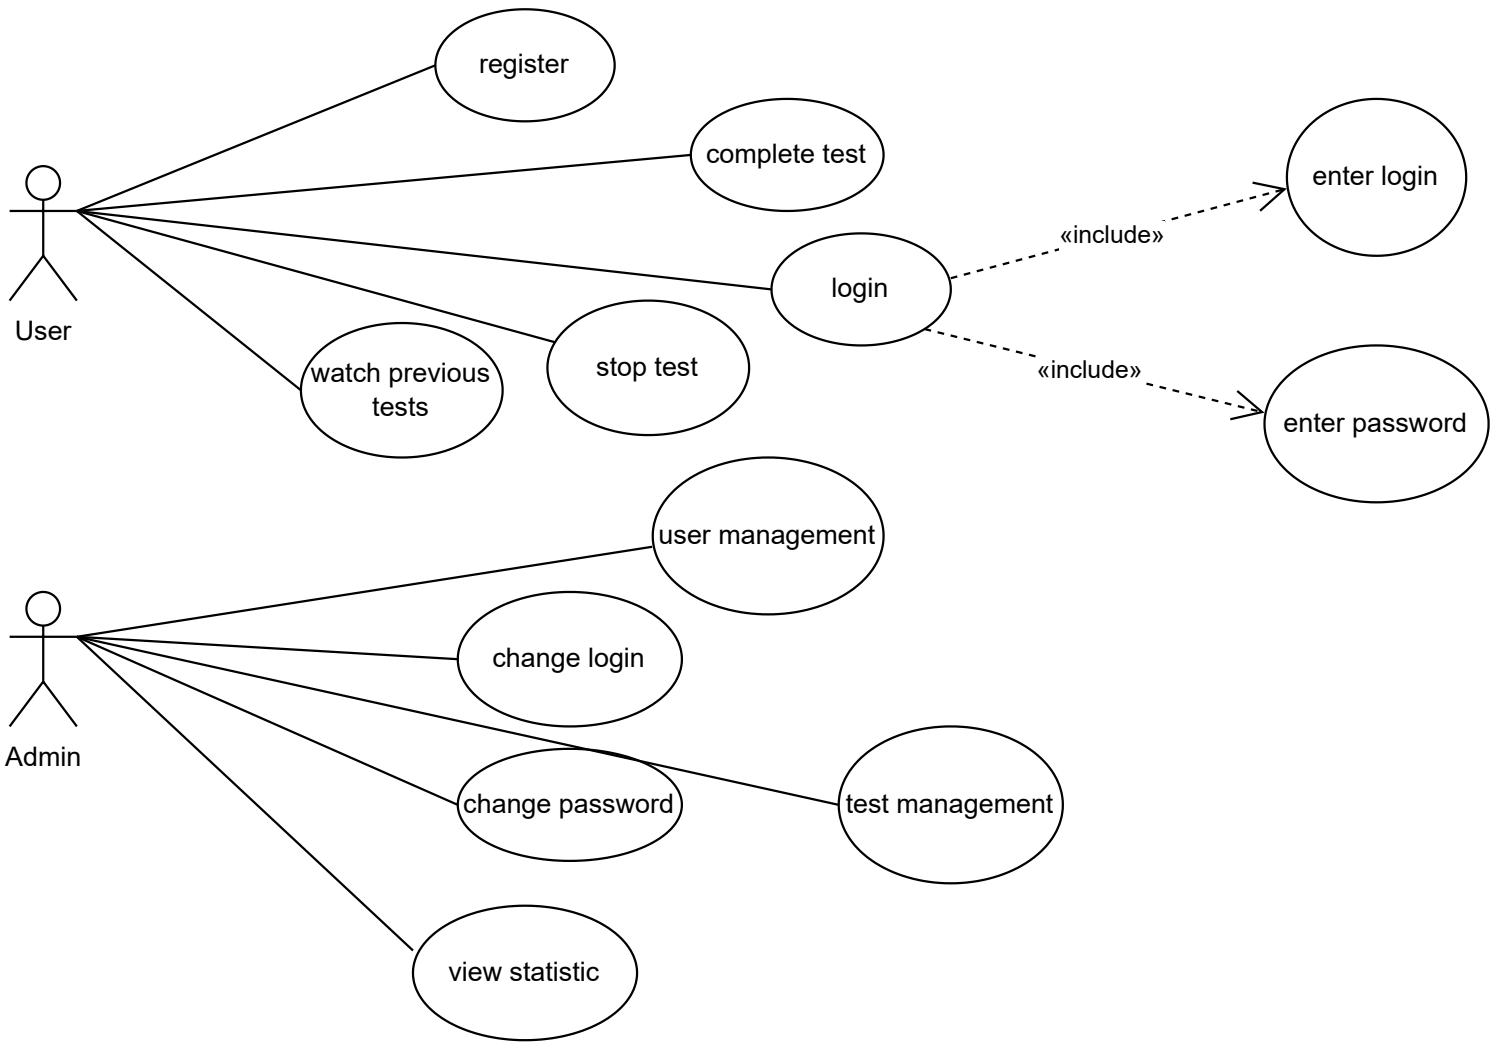 register
complete test
enter login
«include»
login
User
watch previous
tests
stop test
«include»
enter password
user management
change login
Admin
change password
test management
view statistic